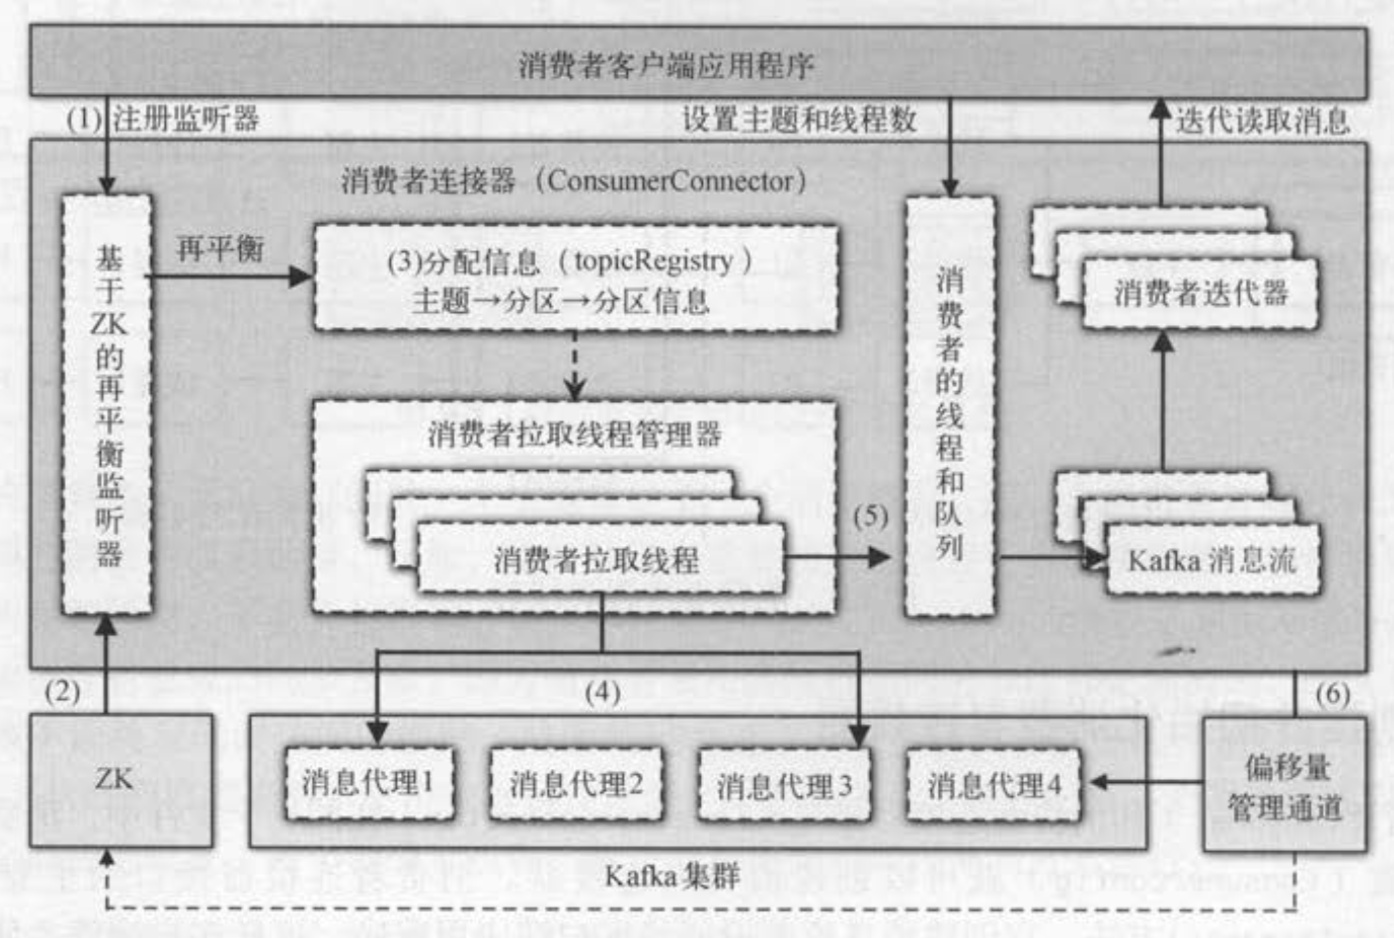 消费者客户端应用程序
(1) 注册监听器
设置主题和线程数
迭代读取消息
消费者连接器（ConsumerConnector）
基于ZK的再平衡监听器
再平衡
(3)分配信息（topicRegistry）
主题→分区→分区信息
消费者拉取线程管理器
消费者拉取线程
(5)
消费者的线程和队列
消费者迭代器
Kafka 消息流
(2)
(4)
(6)
ZK
消息代理1
消息代理2
消息代理3
消息代理4
偏移量
管理通道
Kafka集群